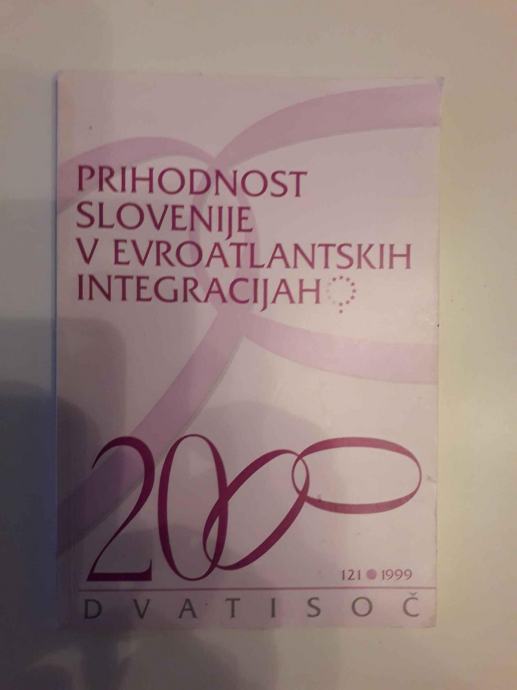 PRIHODNOST
SLOVENIJE
V EVROATLANTSKIH
INTEGRACIJAH
2000
121 • 1999
DVATISOČ